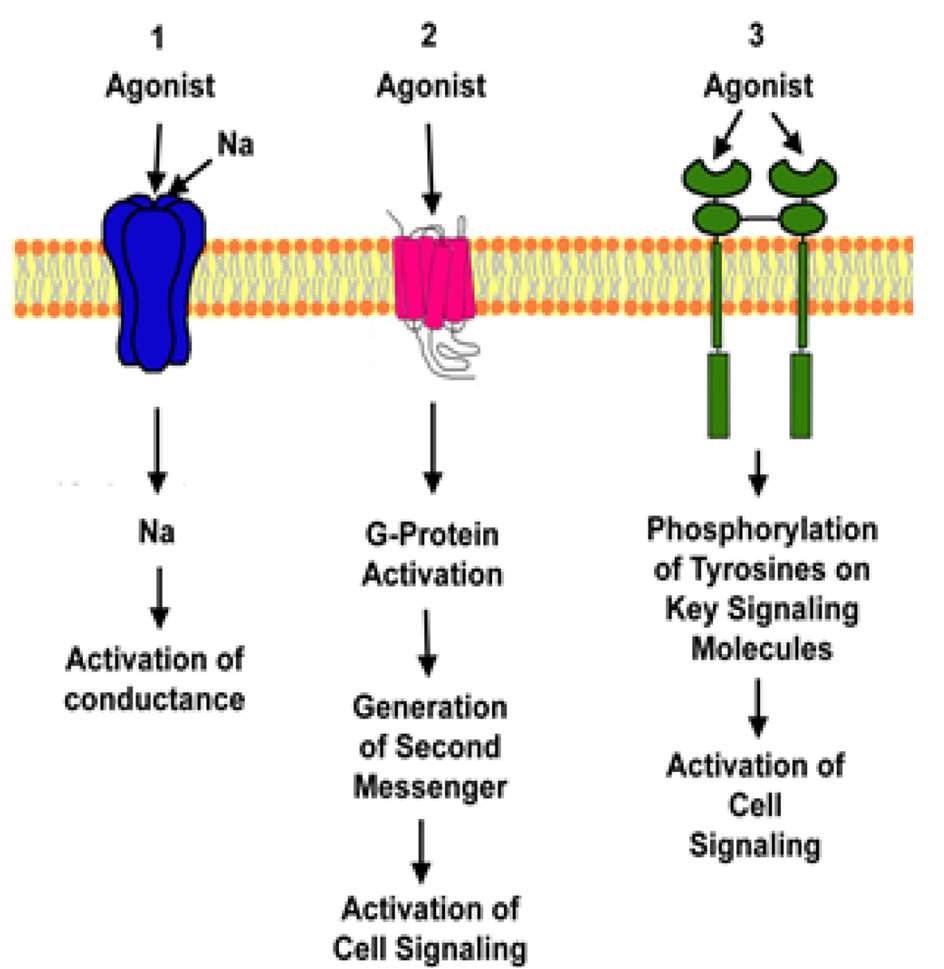 1
Agonist
Na
Na
Activation of
conductance
2
Agonist
G-Protein
Activation
Generation
of Second
Messenger
Activation of
Cell Signaling
3
Agonist
Phosphorylation
of Tyrosines on
Key Signaling
Molecules
Activation of
Cell
Signaling